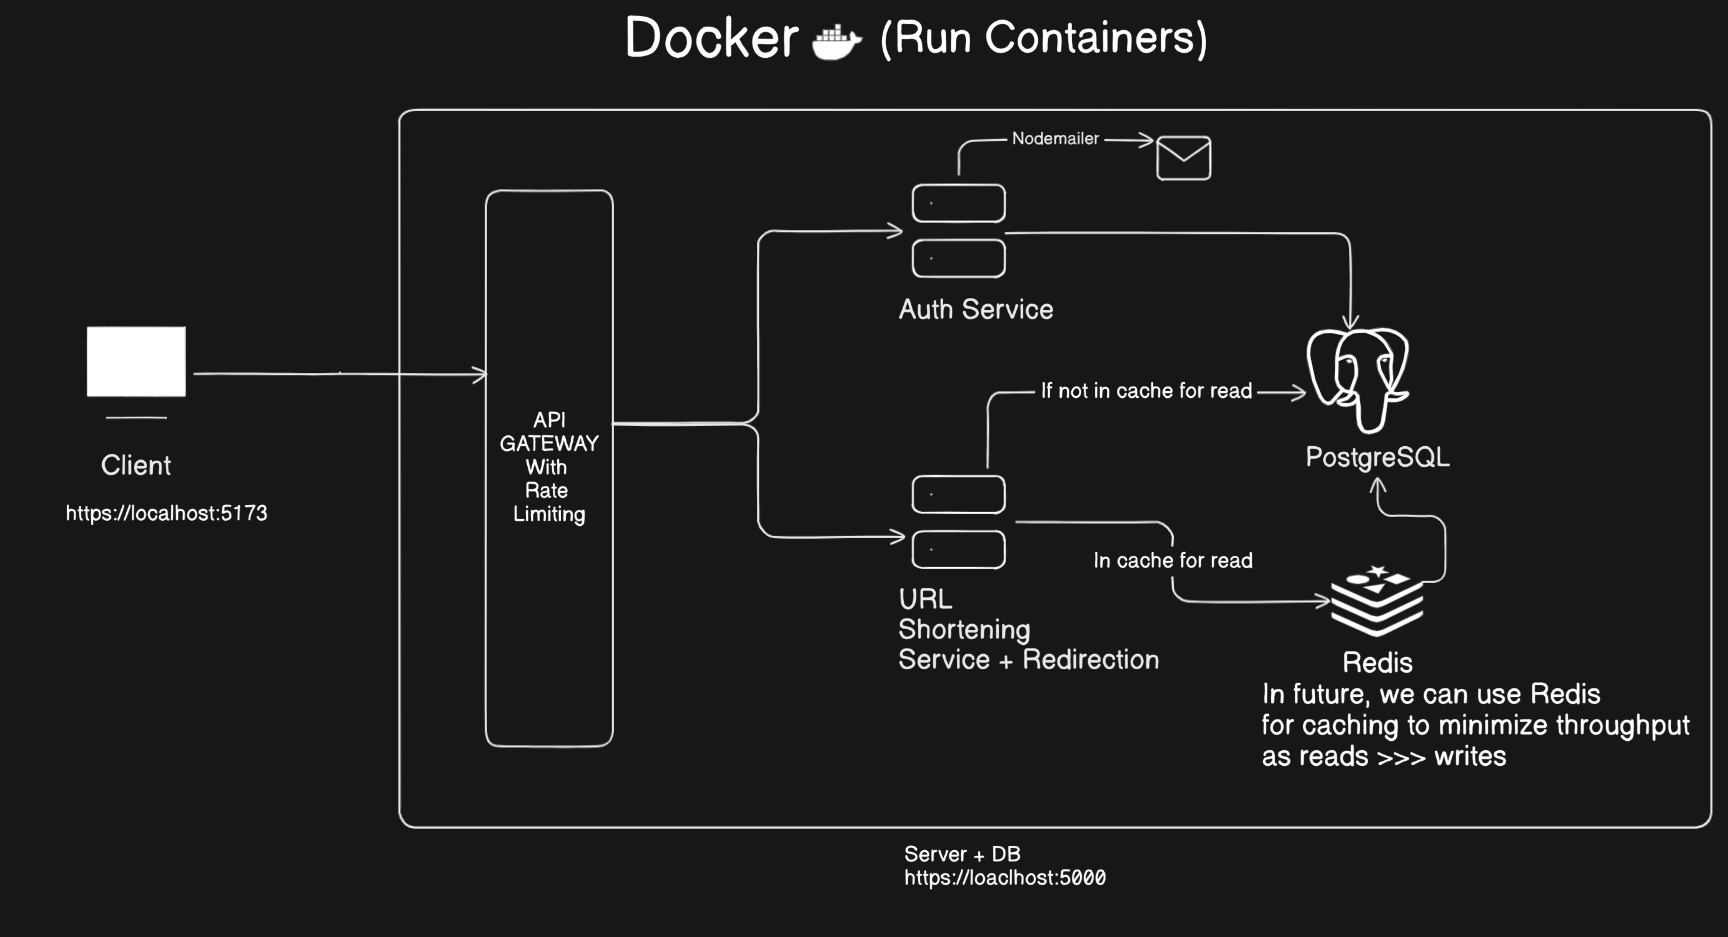 Docker (Run Containers)
Nodemailer
Auth Service
If not in cache for read
PostgreSQL
API
GATEWAY
With
Rate
Limiting
Client
https://localhost:5173
In cache for read
URL
Shortening
Service + Redirection
Redis
In future, we can use Redis
for caching to minimize throughput
as reads >>> writes
Server + DB
https://loaclhost:5000